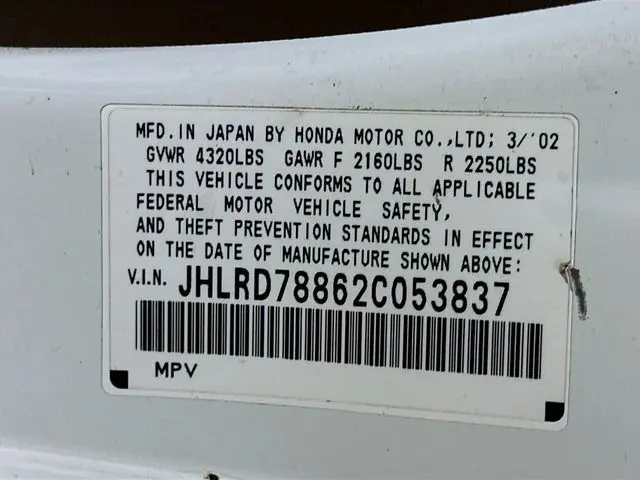 MFD.IN JAPAN BY HONDA MOTOR CO.,LTD; 3/'02
GVWR 4320LBS GAWR F 2160LBS R 2250LBS
THIS VEHICLE CONFORMS TO ALL APPLICABLE
FEDERAL MOTOR VEHICLE SAFETY,
AND THEFT PREVENTION STANDARDS IN EFFECT
ON THE DATE OF MANUFACTURE SHOWN ABOVE:
V.I.N. JHLRD78862C053837
MPV